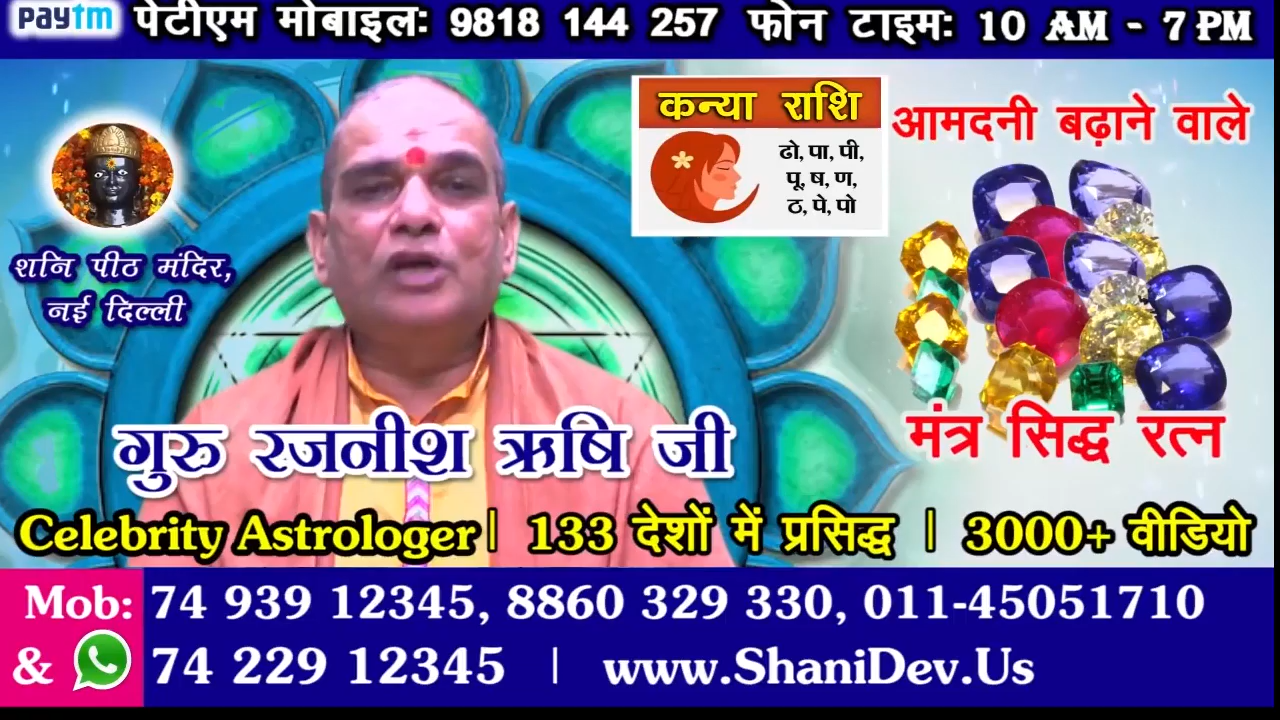 paytm पेटीएम मोबाइल: 9818 144 257 फोन टाइम: 10 AM - 7 PM
कन्या राशि
ढो, पा, पी,
पू, ष, ण,
ठ, पे, पो
आमदनी बढ़ाने वाले
शनि पीठ मंदिर,
नई दिल्ली
मंत्र सिद्ध रत्न
गुरु रजनीश ऋषि जी
Celebrity Astrologer | 133 देशों में प्रसिद्ध | 3000+ वीडियो
Mob: 74 939 12345, 8860 329 330, 011-45051710
& 74 229 12345 | www.ShaniDev.Us